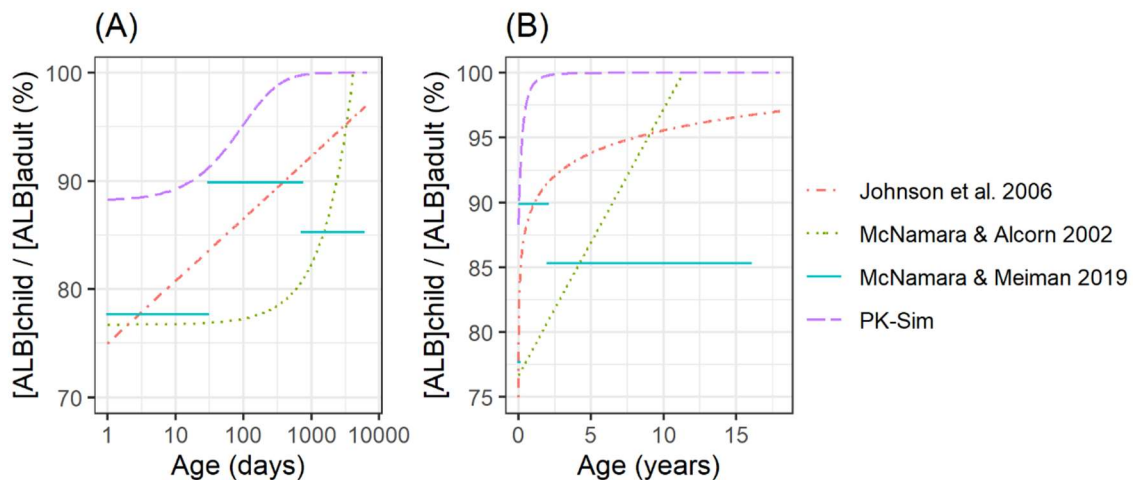 (A)
[ALB]child / [ALB]adult (%)
100
90
80
70
1 10 100 1000 10000
Age (days)
(B)
[ALB]child / [ALB]adult (%)
100
95
90
85
80
75
0 5 10 15
Age (years)
Johnson et al. 2006
McNamara & Alcorn 2002
McNamara & Meiman 2019
PK-Sim